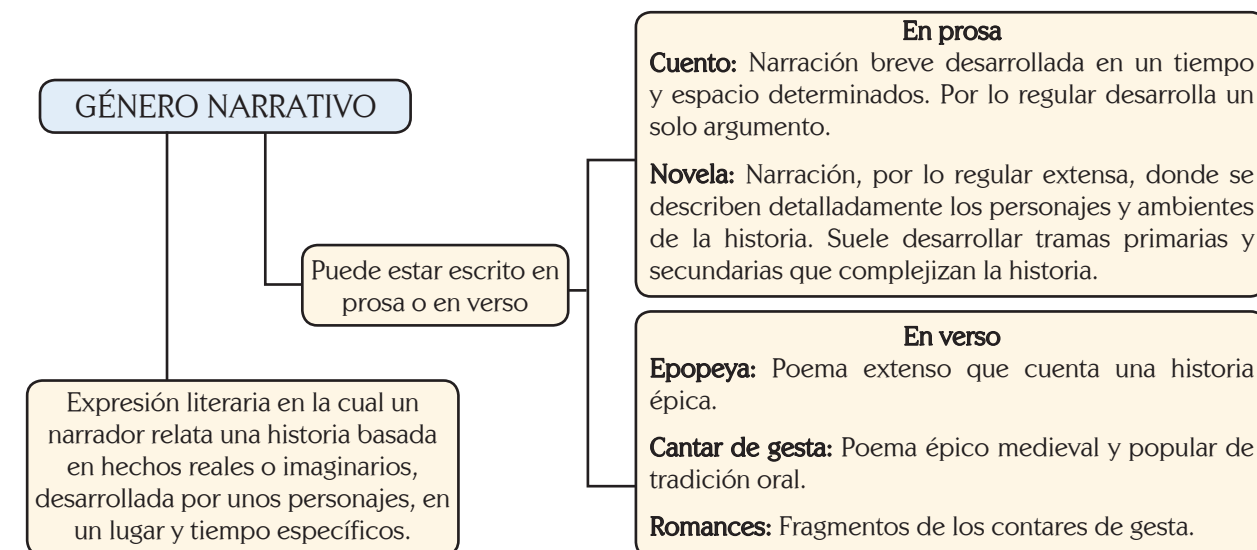 GÉNERO NARRATIVO
Expresión literaria en la cual un
narrador relata una historia basada
en hechos reales o imaginarios,
desarrollada por unos personajes, en
un lugar y tiempo específicos.
Puede estar escrito en
prosa o en verso
En prosa
Cuento: Narración breve desarrollada en un tiempo
y espacio determinados. Por lo regular desarrolla un
solo argumento.
Novela: Narración, por lo regular extensa, donde se
describen detalladamente los personajes y ambientes
de la historia. Suele desarrollar tramas primarias y
secundarias que complejizan la historia.
En verso
Epopeya: Poema extenso que cuenta una historia
épica.
Cantar de gesta: Poema épico medieval y popular de
tradición oral.
Romances: Fragmentos de los contares de gesta.